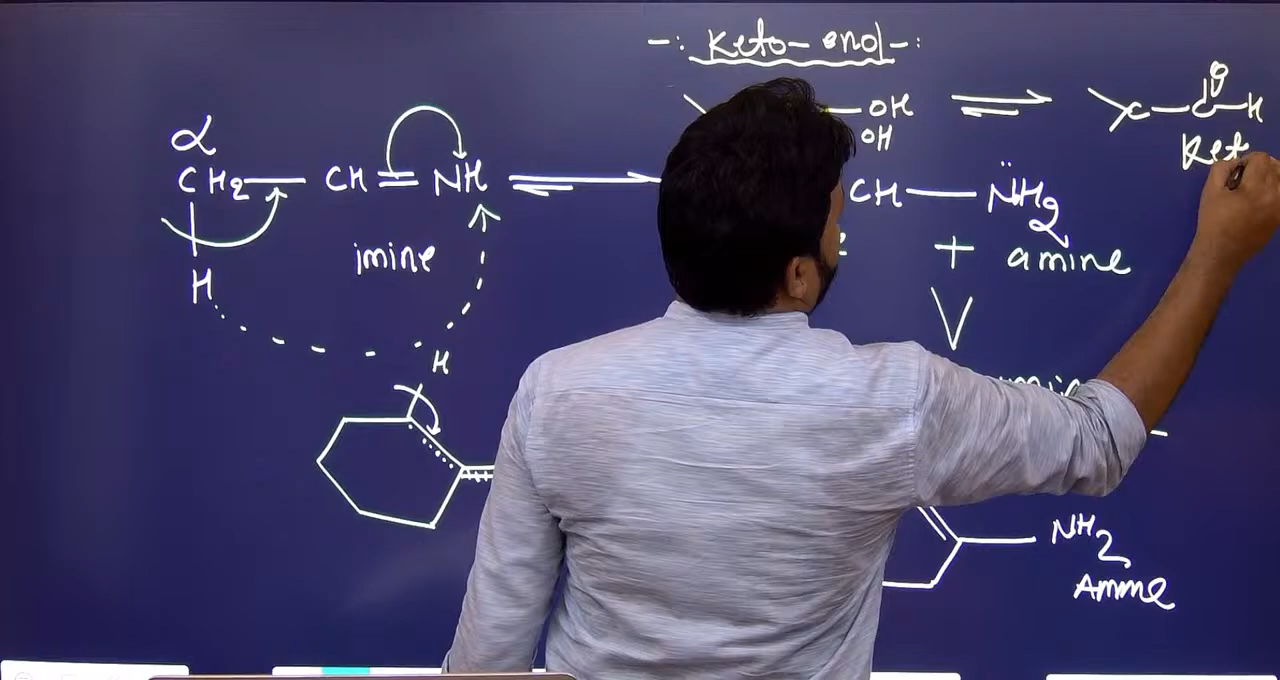 -: Keto-enol-:
OH
OH
C-C-H
O
Ket
α
CH2-CH=NH
CH-NH2
imine
+ amine
H
H
NH2
Amine